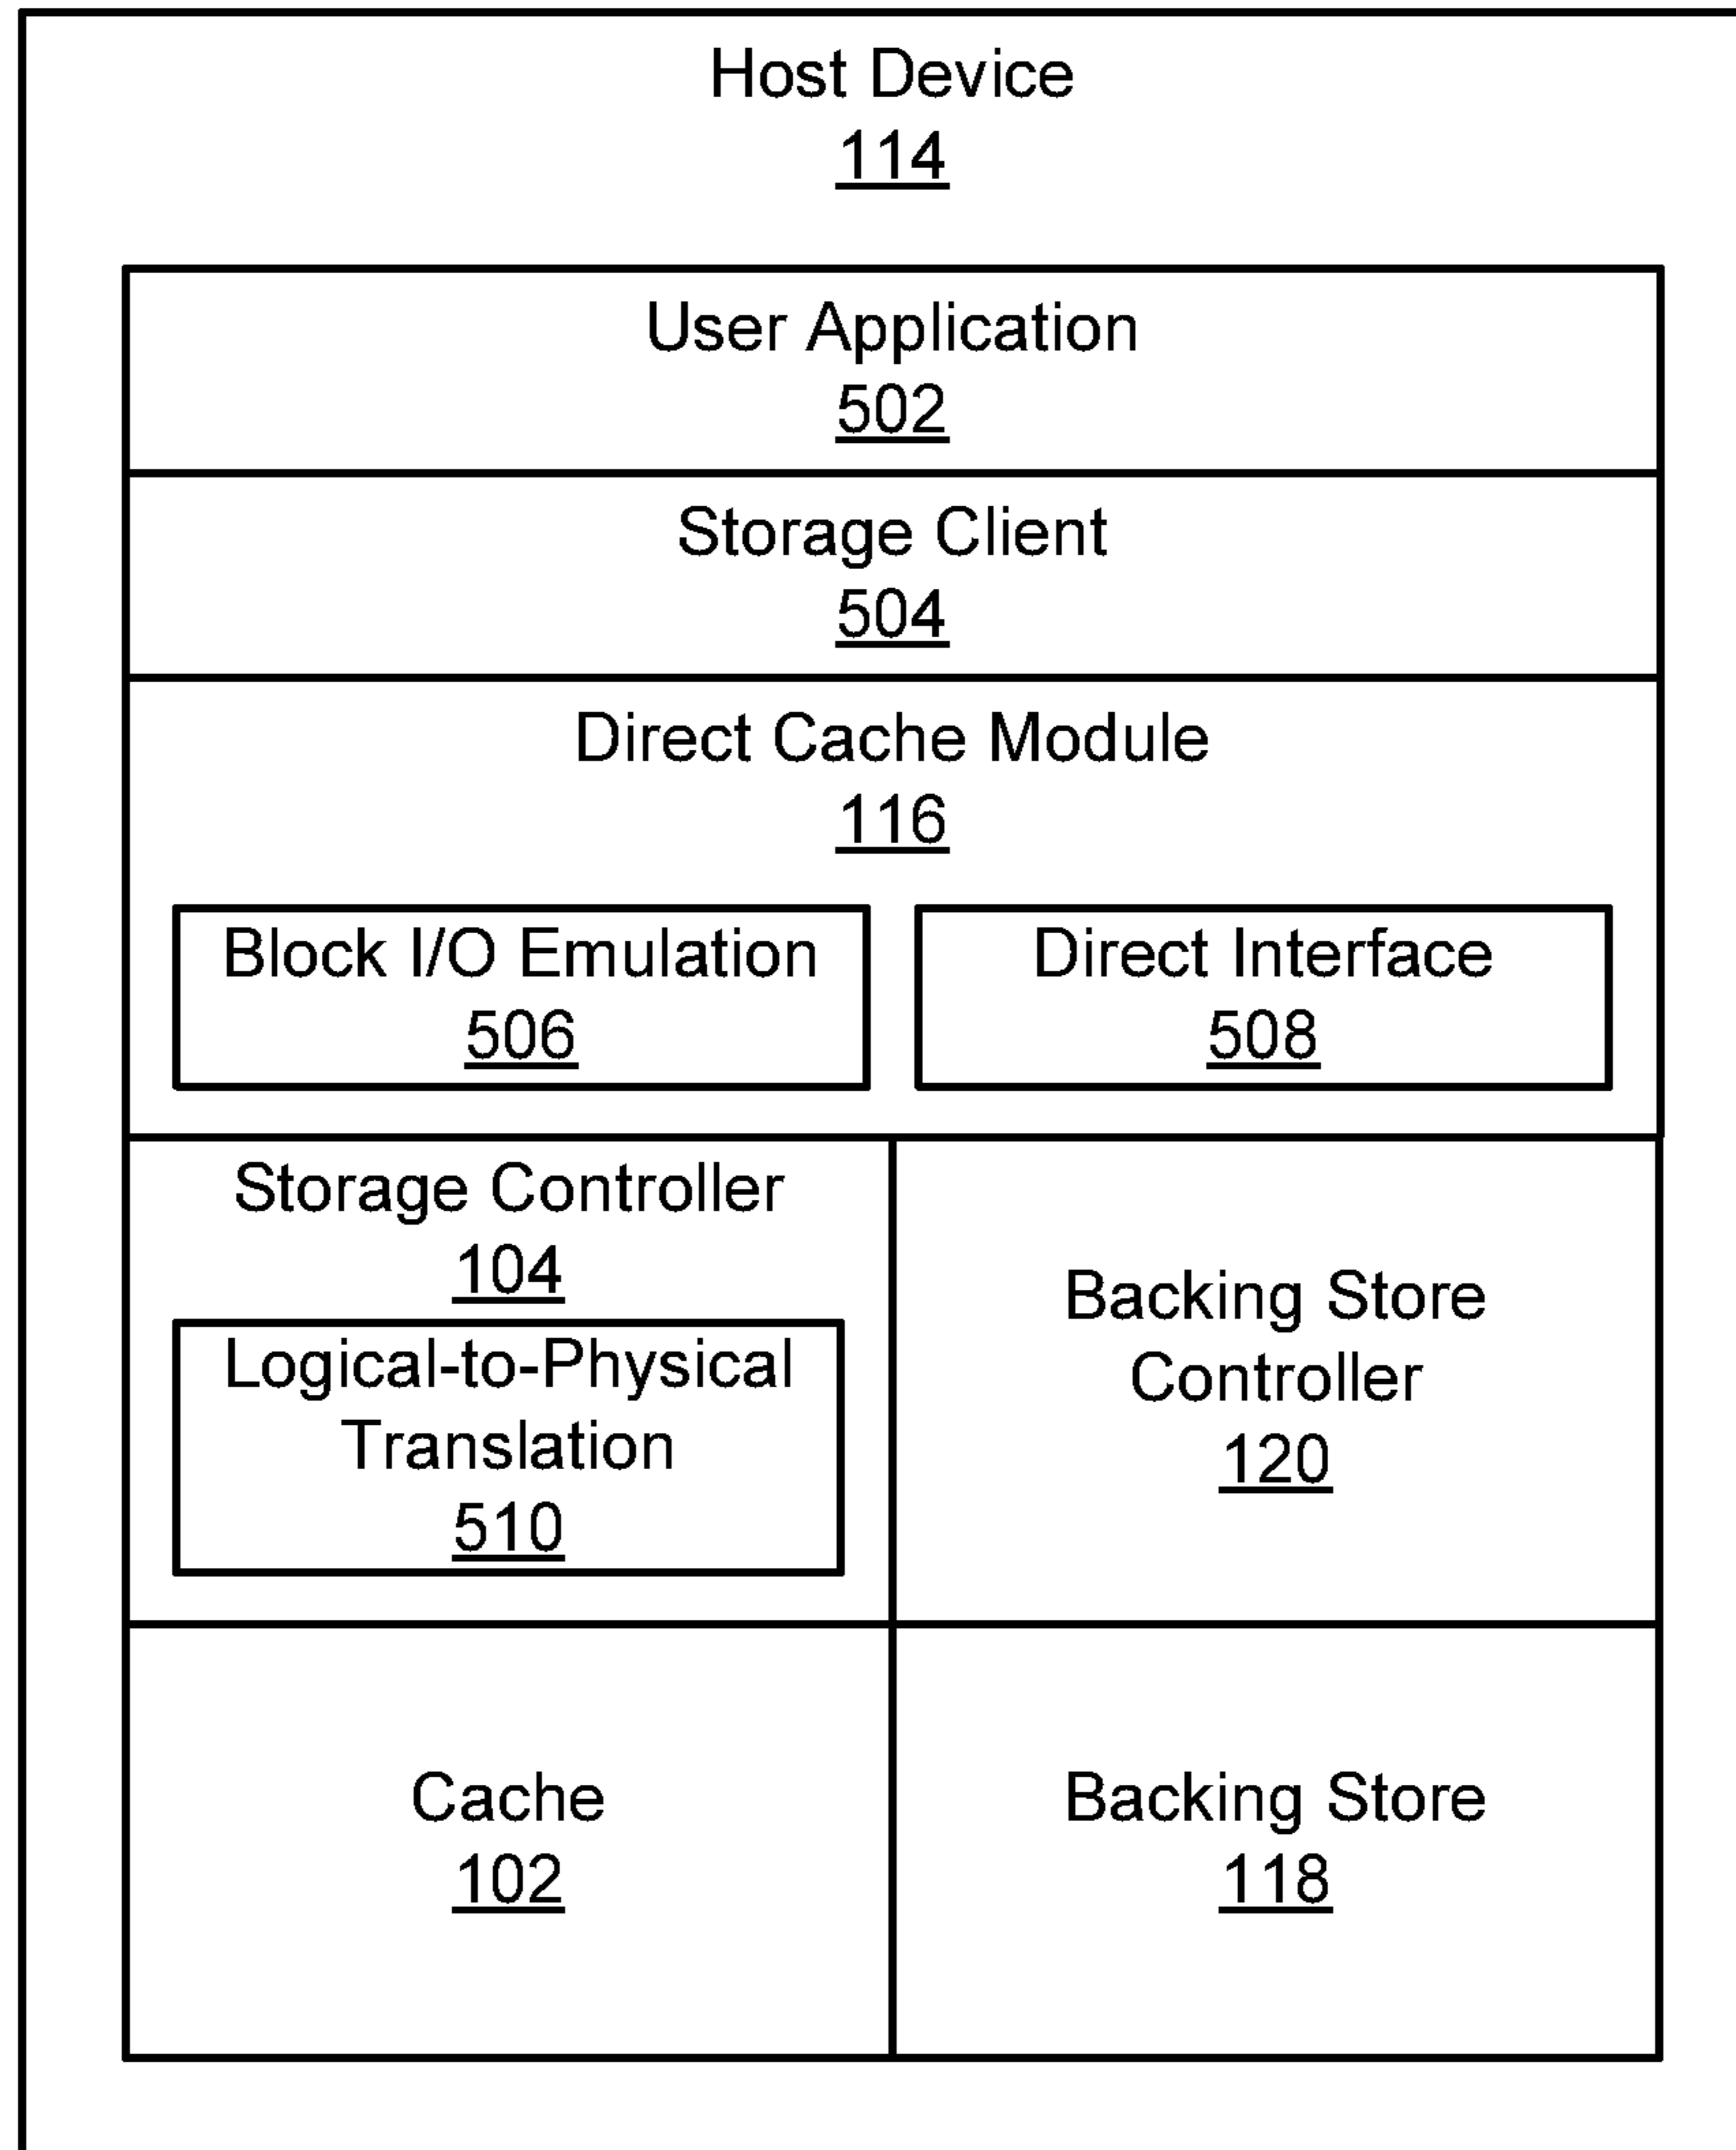 Host Device
114
User Application
502
Storage Client
504
Direct Cache Module
116
Block I/O Emulation
506
Direct Interface
508
Storage Controller
104
Logical-to-Physical
Translation
510
Backing Store
Controller
120
Cache
102
Backing Store
118